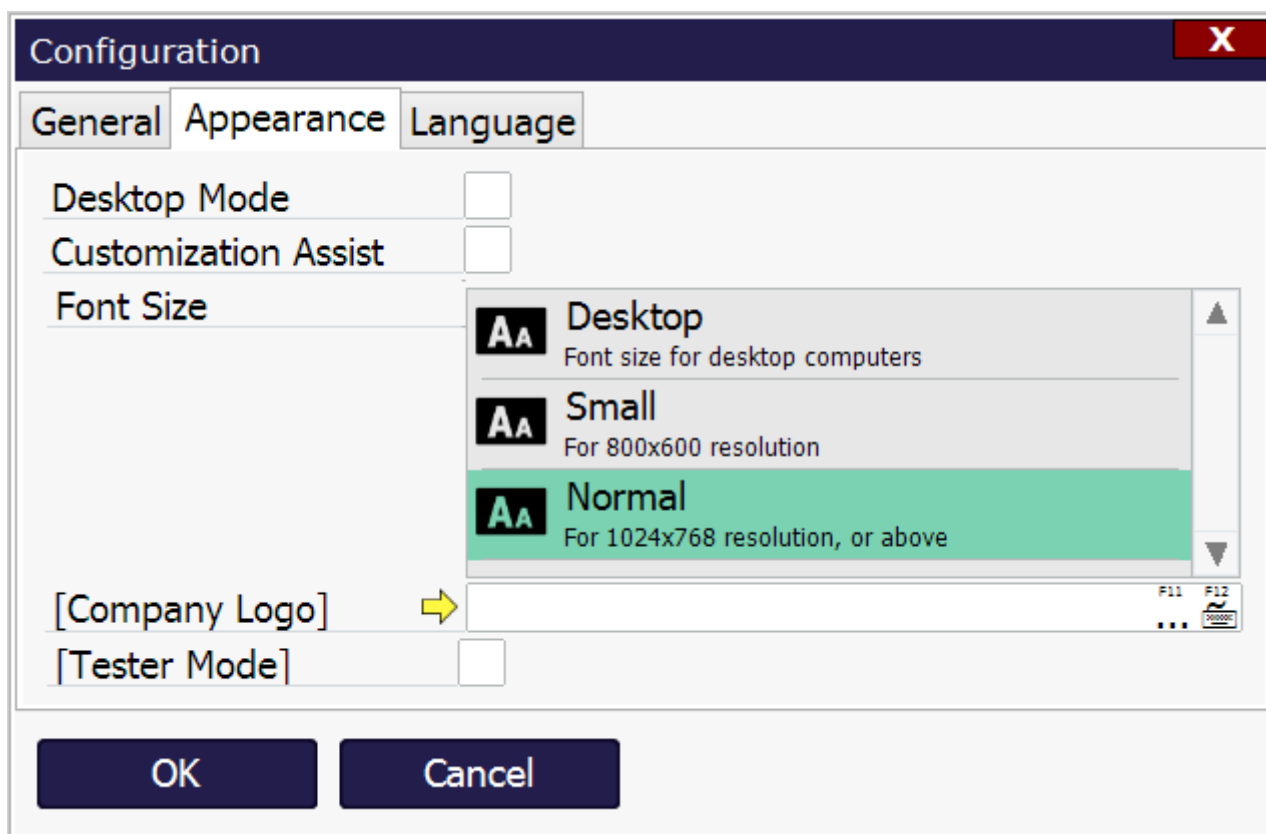 Configuration X
General Appearance Language
Desktop Mode
Customization Assist
Font Size
AA Desktop
Font size for desktop computers
AA Small
For 800x600 resolution
AA Normal
For 1024x768 resolution, or above
[Company Logo] F11 F12
...
[Tester Mode]
OK Cancel